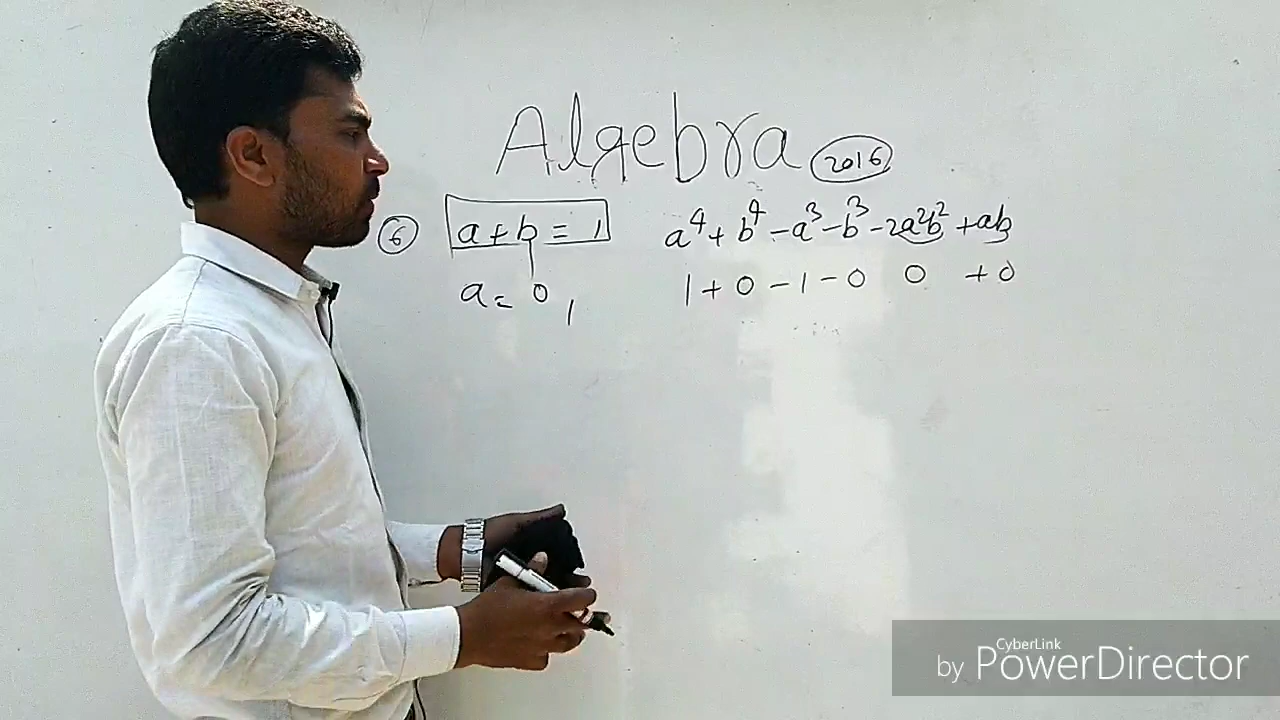 Algebra 2016
6 a+b = 1 a⁴+b⁴-a³-b³-2a²b²+ab
a= 0, 1+0-1-0 0 +0
CyberLink
by PowerDirector